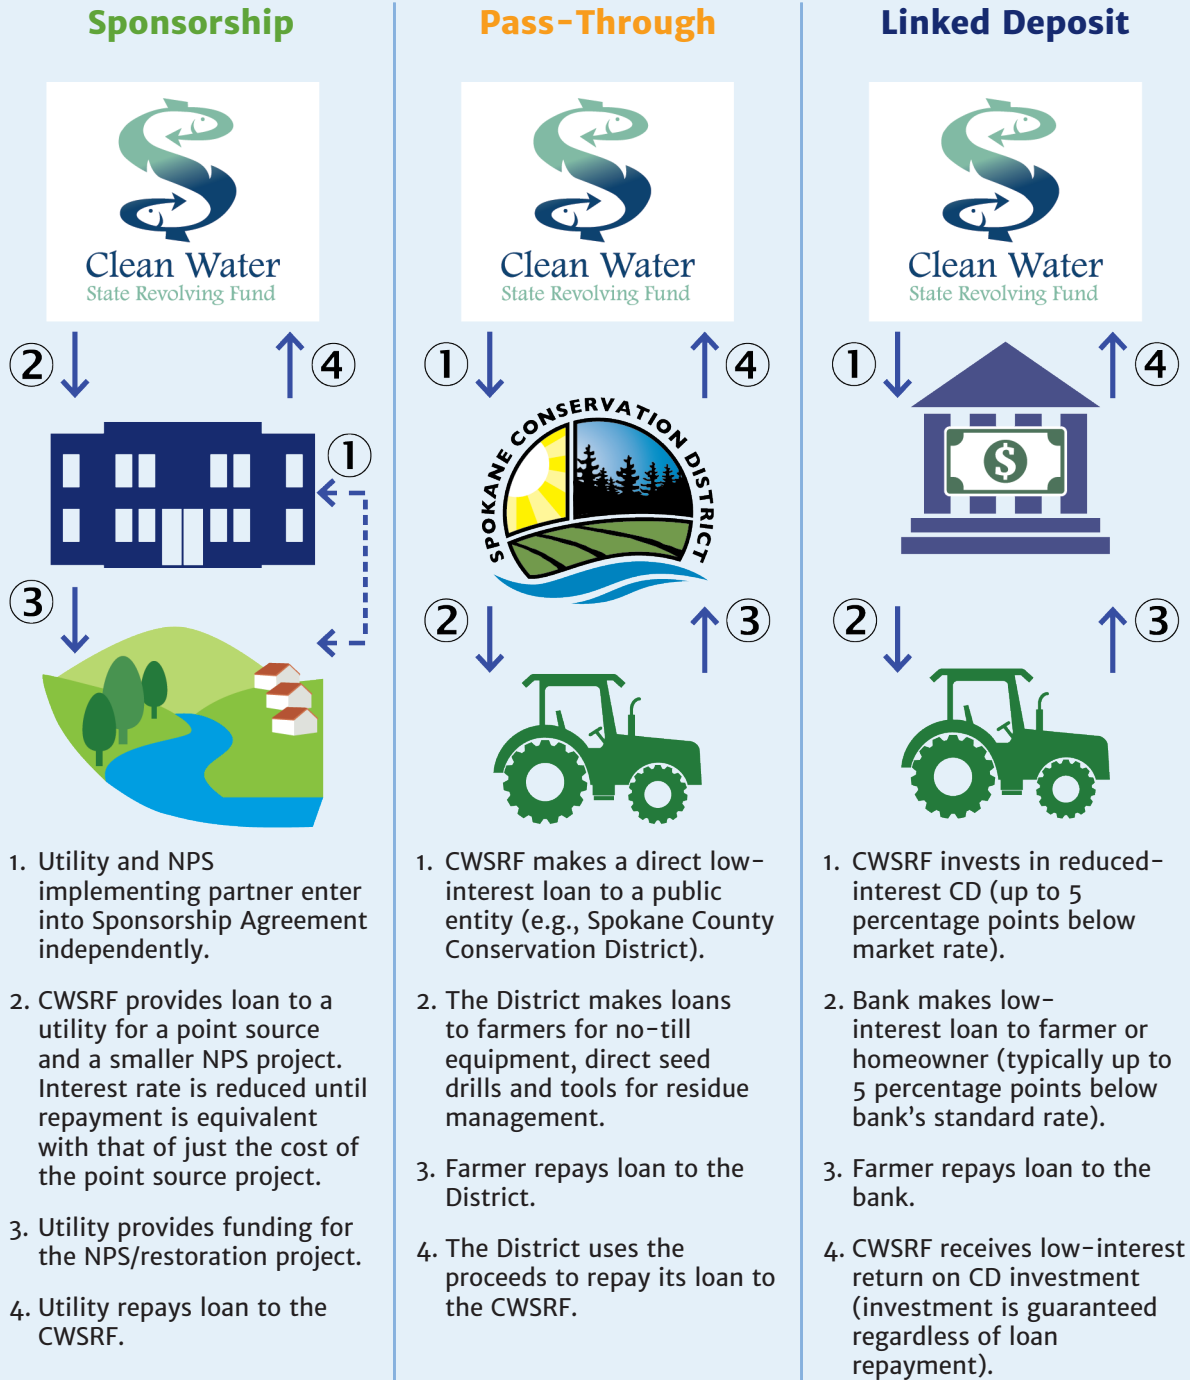 Sponsorship
Clean Water
State Revolving Fund
2
4
1
3
1. Utility and NPS
implementing partner enter
into Sponsorship Agreement
independently.
2. CWSRF provides loan to a
utility for a point source
and a smaller NPS project.
Interest rate is reduced until
repayment is equivalent
with that of just the cost of
the point source project.
3. Utility provides funding for
the NPS/restoration project.
4. Utility repays loan to the
CWSRF.
Pass-Through
Clean Water
State Revolving Fund
1
4
SPOKANE CONSERVATION DISTRICT
2
3
1. CWSRF makes a direct low-
interest loan to a public
entity (e.g., Spokane County
Conservation District).
2. The District makes loans
to farmers for no-till
equipment, direct seed
drills and tools for residue
management.
3. Farmer repays loan to the
District.
4. The District uses the
proceeds to repay its loan to
the CWSRF.
Linked Deposit
Clean Water
State Revolving Fund
1
4
$
2
3
1. CWSRF invests in reduced-
interest CD (up to 5
percentage points below
market rate).
2. Bank makes low-
interest loan to farmer or
homeowner (typically up to
5 percentage points below
bank's standard rate).
3. Farmer repays loan to the
bank.
4. CWSRF receives low-interest
return on CD investment
(investment is guaranteed
regardless of loan
repayment).